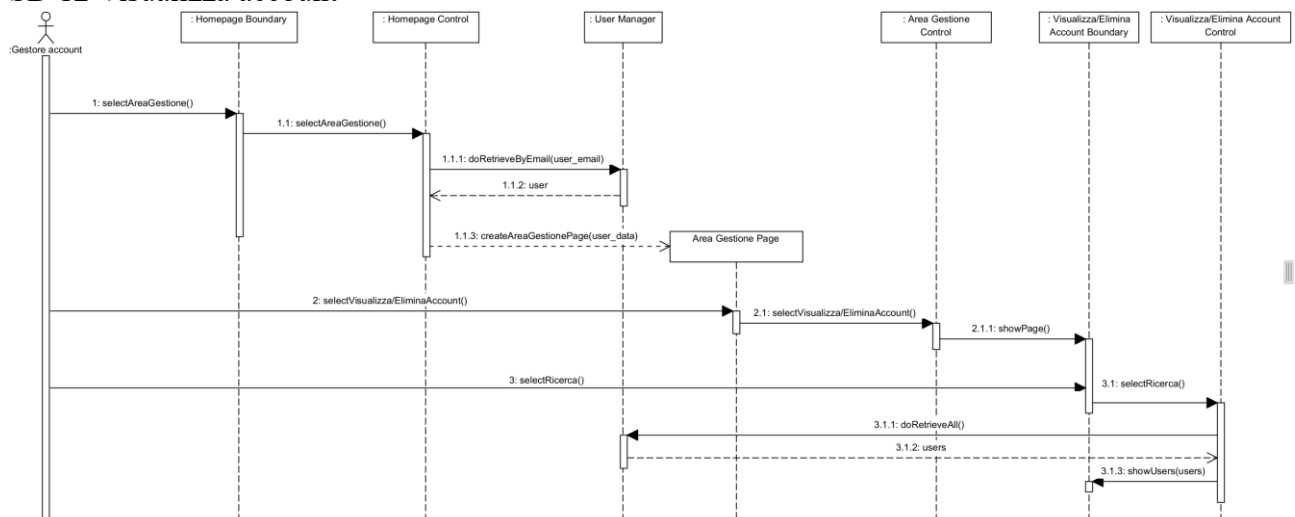 : Homepage Boundary
: Homepage Control
: User Manager
: Area Gestione
Control
: Visualizza/Elimina
Account Boundary
: Visualizza/Elimina Account
Control
:Gestore account
1: selectAreaGestione()
1.1: selectAreaGestione()
1.1.1: doRetrieveByEmail(user_email)
1.1.2: user
1.1.3: createAreaGestionePage(user_data)
Area Gestione Page
2: selectVisualizza/EliminaAccount()
2.1: selectVisualizza/EliminaAccount()
2.1.1: showPage()
3: selectRicerca()
3.1: selectRicerca()
3.1.1: doRetrieveAll()
3.1.2: users
3.1.3: showUsers(users)